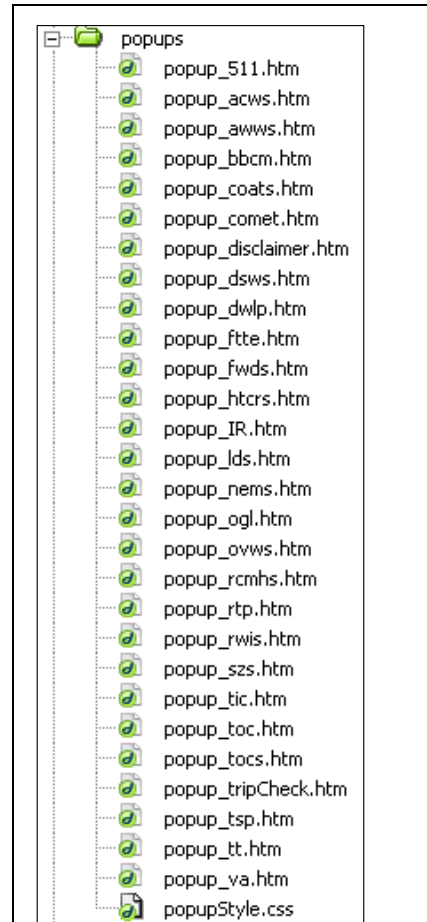 popups
popup_511.htm
popup_acws.htm
popup_awws.htm
popup_bbcm.htm
popup_coats.htm
popup_comet.htm
popup_disclaimer.htm
popup_dsws.htm
popup_dwlp.htm
popup_ftte.htm
popup_fwds.htm
popup_htcrs.htm
popup_IR.htm
popup_lds.htm
popup_nems.htm
popup_ogl.htm
popup_ovws.htm
popup_rcmhs.htm
popup_rtp.htm
popup_rwis.htm
popup_szs.htm
popup_tic.htm
popup_toc.htm
popup_tocs.htm
popup_tripCheck.htm
popup_tsp.htm
popup_tt.htm
popup_va.htm
popupStyle.css